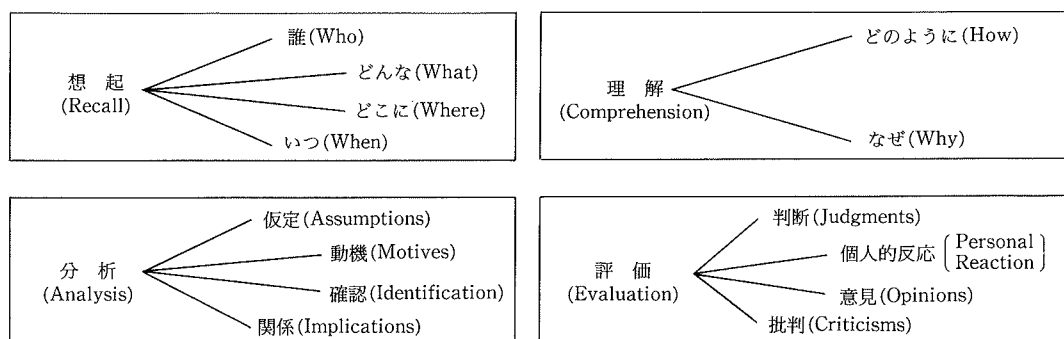 誰(Who)
どんな(What)
想 起
(Recall)
どこに(Where)
いつ(When)
どのように(How)
理 解
(Comprehension)
なぜ(Why)
仮定(Assumptions)
動機(Motives)
分 析
(Analysis)
確認(Identification)
関係(Implications)
判断(Judgments)
個人的反応〔Personal Reaction〕
評 価
(Evaluation)
意見(Opinions)
批判(Criticisms)